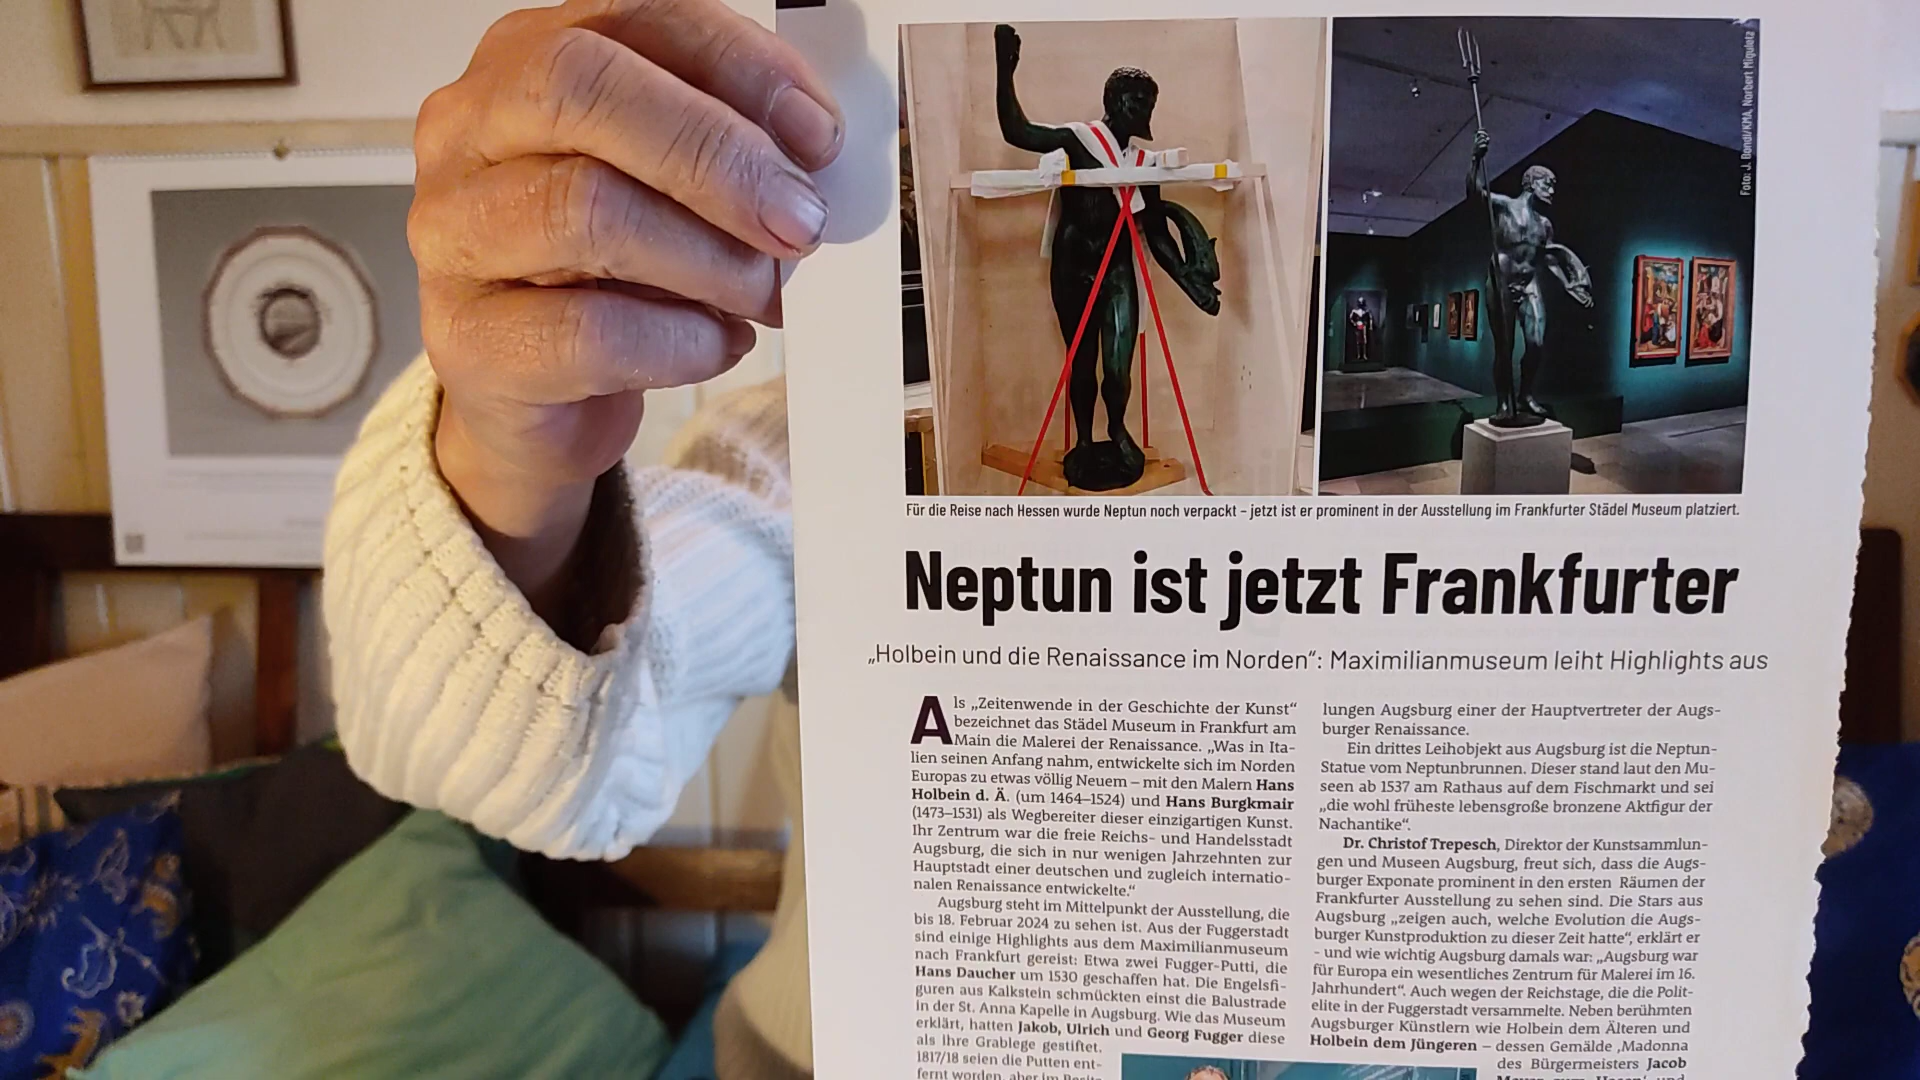 Foto: J. Bondl/KMA, Norbert Miguletz
Für die Reise nach Hessen wurde Neptun noch verpackt – jetzt ist er prominent in der Ausstellung im Frankfurter Städel Museum platziert.
Neptun ist jetzt Frankfurter
„Holbein und die Renaissance im Norden“: Maximilianmuseum leiht Highlights aus
Als „Zeitenwende in der Geschichte der Kunst“
bezeichnet das Städel Museum in Frankfurt am
Main die Malerei der Renaissance. „Was in Ita-
lien seinen Anfang nahm, entwickelte sich im Norden
Europas zu etwas völlig Neuem – mit den Malern Hans
Holbein d. Ä. (um 1464–1524) und Hans Burgkmair
(1473–1531) als Wegbereiter dieser einzigartigen Kunst.
Ihr Zentrum war die freie Reichs- und Handelsstadt
Augsburg, die sich in nur wenigen Jahrzehnten zur
Hauptstadt einer deutschen und zugleich internatio-
nalen Renaissance entwickelte.“
Augsburg steht im Mittelpunkt der Ausstellung, die
bis 18. Februar 2024 zu sehen ist. Aus der Fuggerstadt
sind einige Highlights aus dem Maximilianmuseum
nach Frankfurt gereist: Etwa zwei Fugger-Putti, die
Hans Daucher um 1530 geschaffen hat. Die Engelsfi-
guren aus Kalkstein schmückten einst die Balustrade
in der St. Anna Kapelle in Augsburg. Wie das Museum
erklärt, hatten Jakob, Ulrich und Georg Fugger diese
als ihre Grablege gestiftet.
1817/18 seien die Putten ent-
fernt worden, aber im Besitz
lungen Augsburg einer der Hauptvertreter der Augs-
burger Renaissance.
Ein drittes Leihobjekt aus Augsburg ist die Neptun-
Statue vom Neptunbrunnen. Dieser stand laut den Mu-
seen ab 1537 am Rathaus auf dem Fischmarkt und sei
„die wohl früheste lebensgroße bronzene Aktfigur der
Nachantike“.
Dr. Christof Trepesch, Direktor der Kunstsammlun-
gen und Museen Augsburg, freut sich, dass die Augs-
burger Exponate prominent in den ersten Räumen der
Frankfurter Ausstellung zu sehen sind. Die Stars aus
Augsburg „zeigen auch, welche Evolution die Augs-
burger Kunstproduktion zu dieser Zeit hatte“, erklärt er
- und wie wichtig Augsburg damals war: „Augsburg war
für Europa ein wesentliches Zentrum für Malerei im 16.
Jahrhundert“. Auch wegen der Reichstage, die die Polit-
elite in der Fuggerstadt versammelte. Neben berühmten
Augsburger Künstlern wie Holbein dem Älteren und
Holbein dem Jüngeren – dessen Gemälde ‚Madonna
des Bürgermeisters Jacob
Meyer zum Hasen‘ und